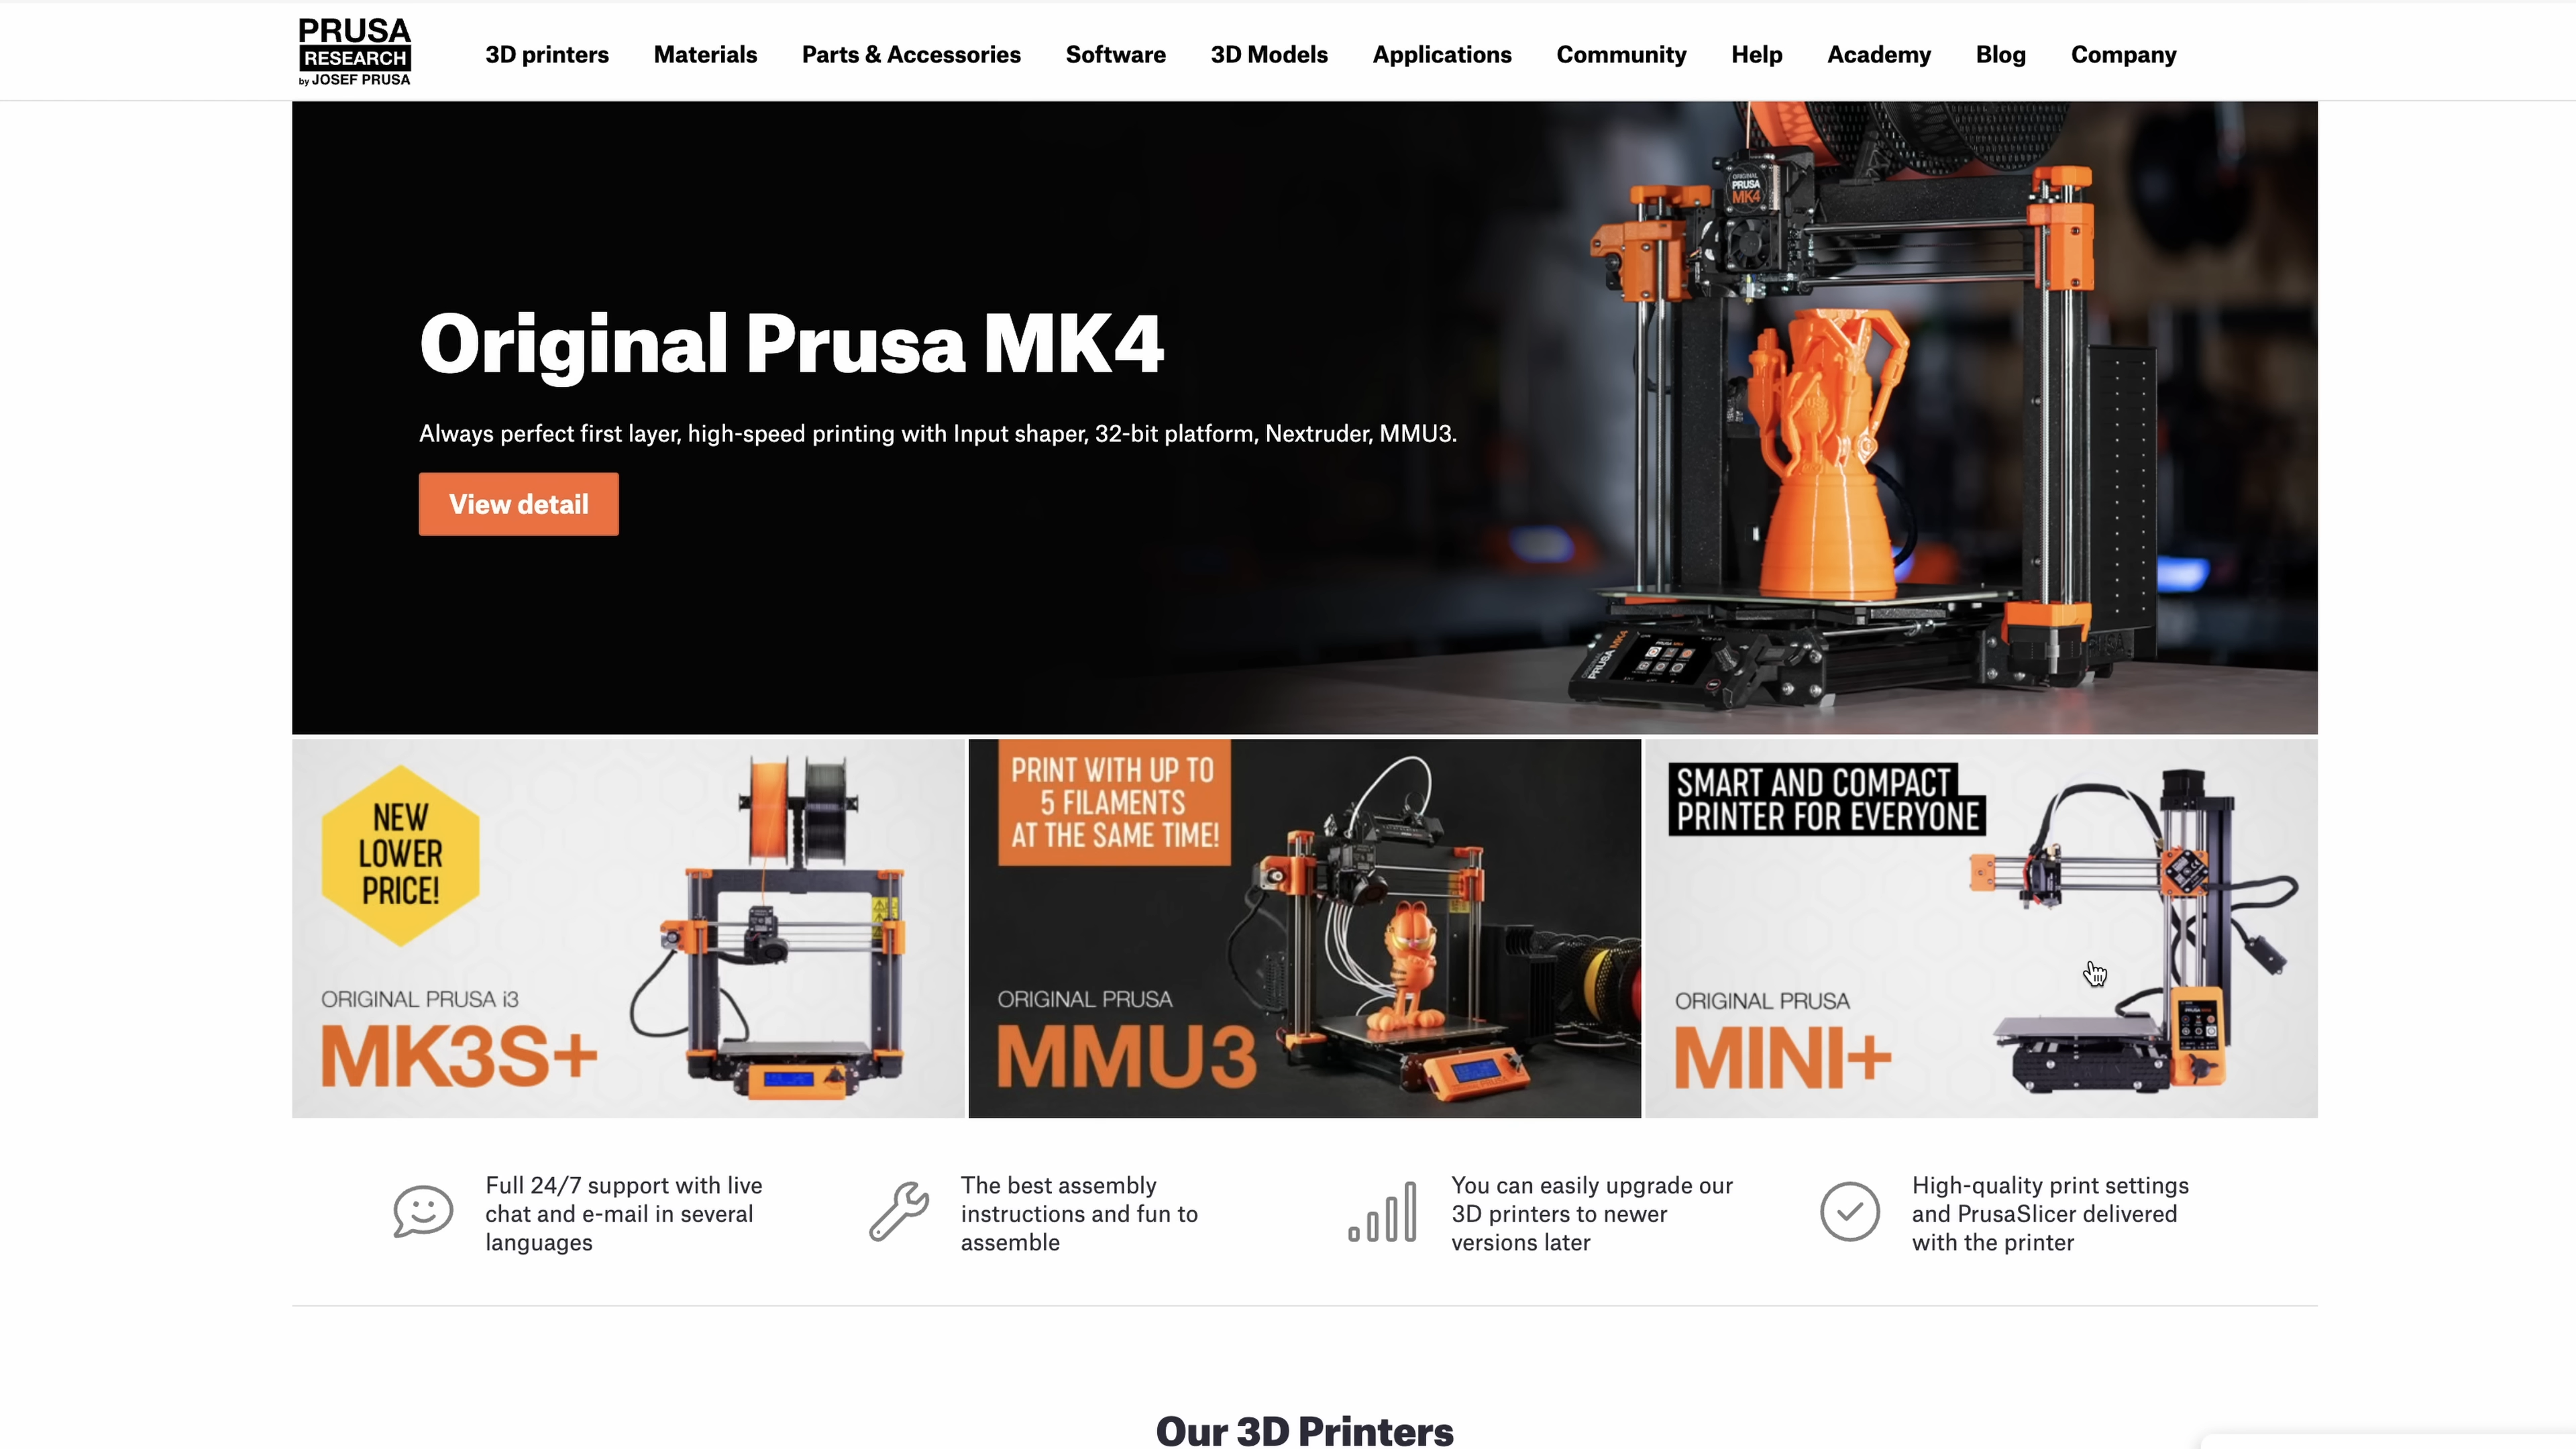 PRUSA
RESEARCH
by JOSEF PRUSA
3D printers
Materials
Parts & Accessories
Software
3D Models
Applications
Community
Help
Academy
Blog
Company
Original Prusa MK4
Always perfect first layer, high-speed printing with Input shaper, 32-bit platform, Nextruder, MMU3.
View detail
ORIGINAL
PRUSA
MK4
PRUSA MK4
NEW
LOWER
PRICE!
ORIGINAL PRUSA i3
MK3S+
PRINT WITH UP TO
5 FILAMENTS
AT THE SAME TIME!
ORIGINAL PRUSA
MMU3
SMART AND COMPACT
PRINTER FOR EVERYONE
ORIGINAL PRUSA
MINI+
Full 24/7 support with live
chat and e-mail in several
languages
The best assembly
instructions and fun to
assemble
You can easily upgrade our
3D printers to newer
versions later
High-quality print settings
and PrusaSlicer delivered
with the printer
Our 3D Printers